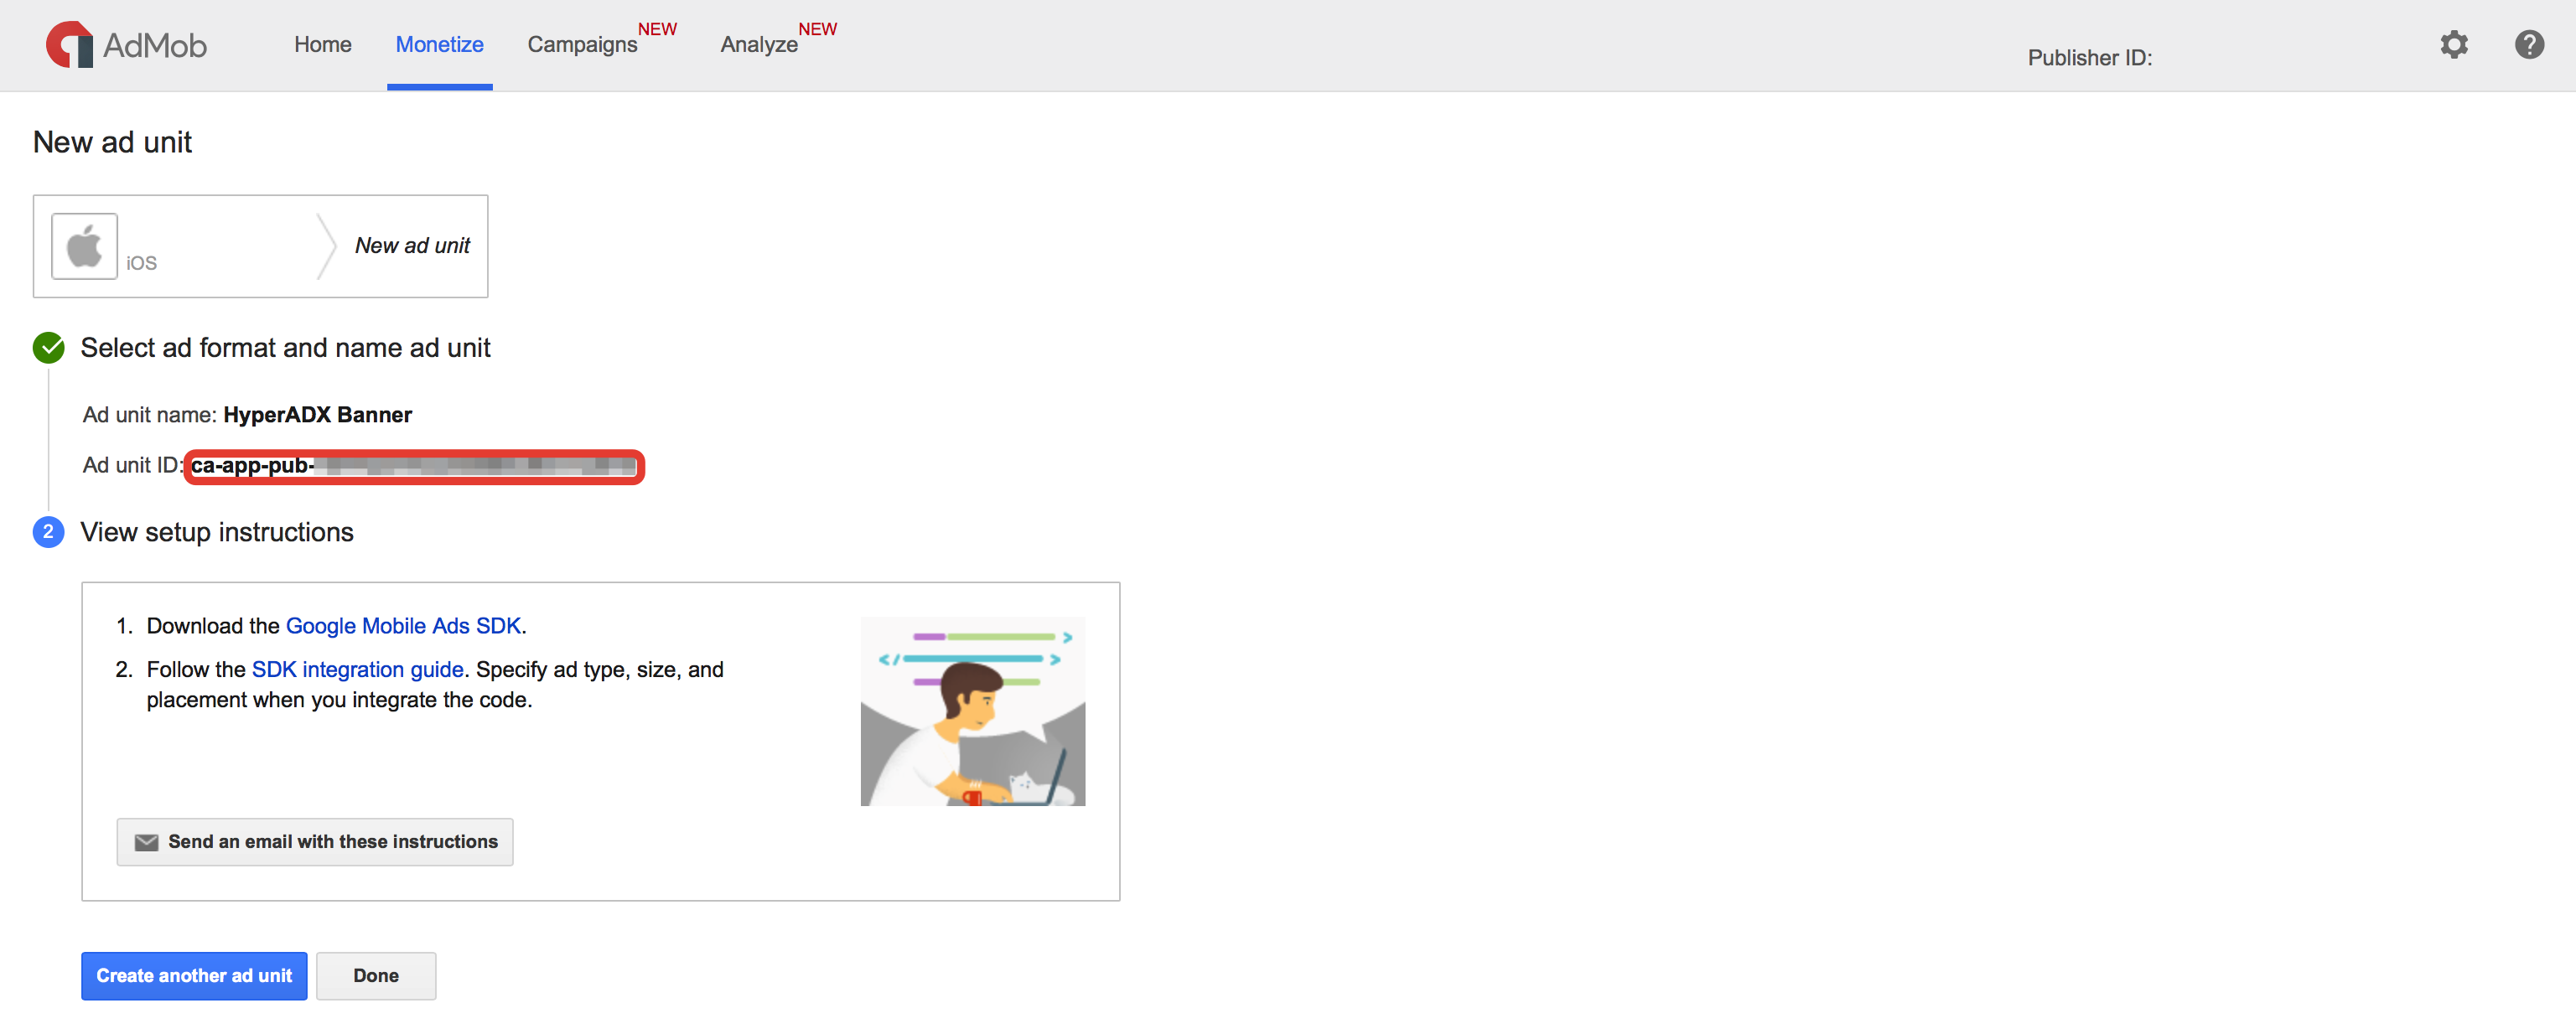 AdMob
Home Monetize Campaigns NEW Analyze NEW
Publisher ID:
New ad unit
iOS
New ad unit
Select ad format and name ad unit
Ad unit name: HyperADX Banner
Ad unit ID: ca-app-pub-
2 View setup instructions
1. Download the Google Mobile Ads SDK.
2. Follow the SDK integration guide. Specify ad type, size, and
placement when you integrate the code.
Send an email with these instructions
Create another ad unit Done